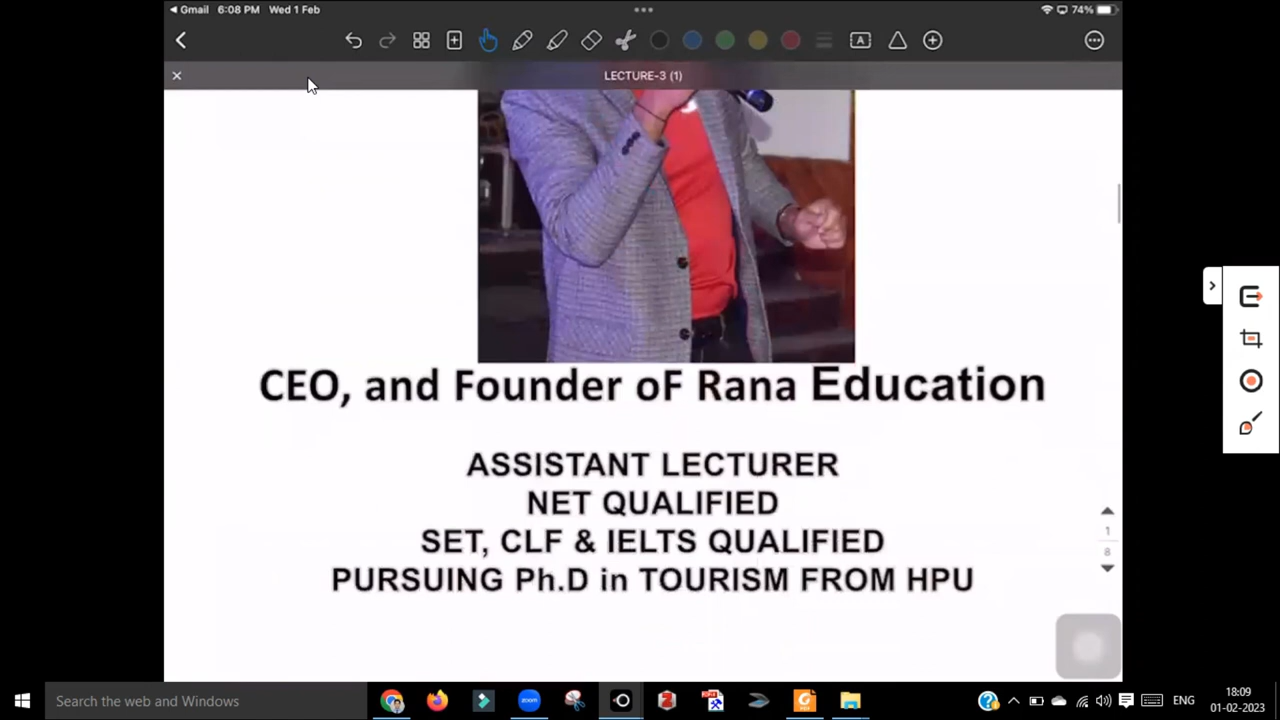 Gmail 6:08 PM Wed 1 Feb
74%
LECTURE-3 (1)
CEO, and Founder oF Rana Education
ASSISTANT LECTURER
NET QUALIFIED
SET, CLF & IELTS QUALIFIED
PURSUING Ph.D in TOURISM FROM HPU
1
8
Search the web and Windows
zoom
ENG
18:09
01-02-2023